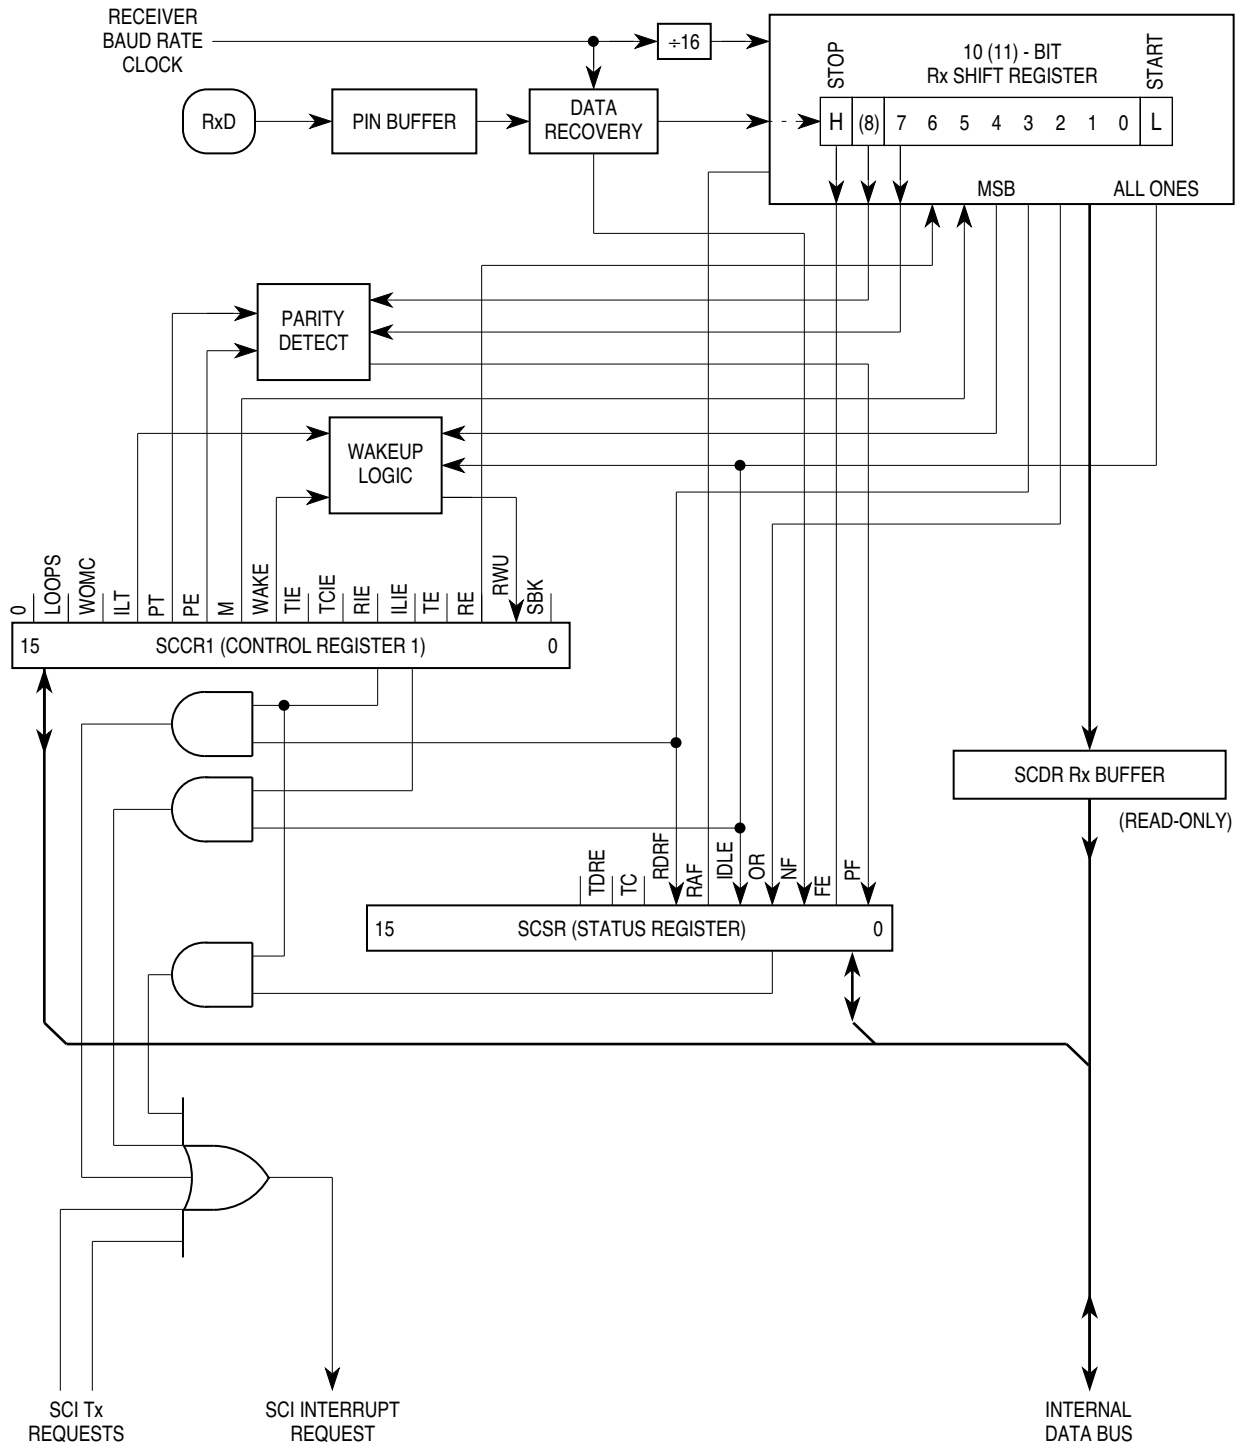 RECEIVER
BAUD RATE
CLOCK
÷16
STOP
10 (11) - BIT
Rx SHIFT REGISTER
START
RxD
PIN BUFFER
DATA
RECOVERY
H (8) 7 6 5 4 3 2 1 0 L
MSB
ALL ONES
PARITY
DETECT
WAKEUP
LOGIC
0
LOOPS
WOMC
ILT
PT
PE
M
WAKE
TIE
TCIE
RIE
ILIE
TE
RE
RWU
SBK
15 SCCR1 (CONTROL REGISTER 1) 0
SCDR Rx BUFFER
(READ-ONLY)
TDRE
TC
RDRF
RAF
IDLE
OR
NF
FE
PF
15 SCSR (STATUS REGISTER) 0
SCI Tx
REQUESTS
SCI INTERRUPT
REQUEST
INTERNAL
DATA BUS